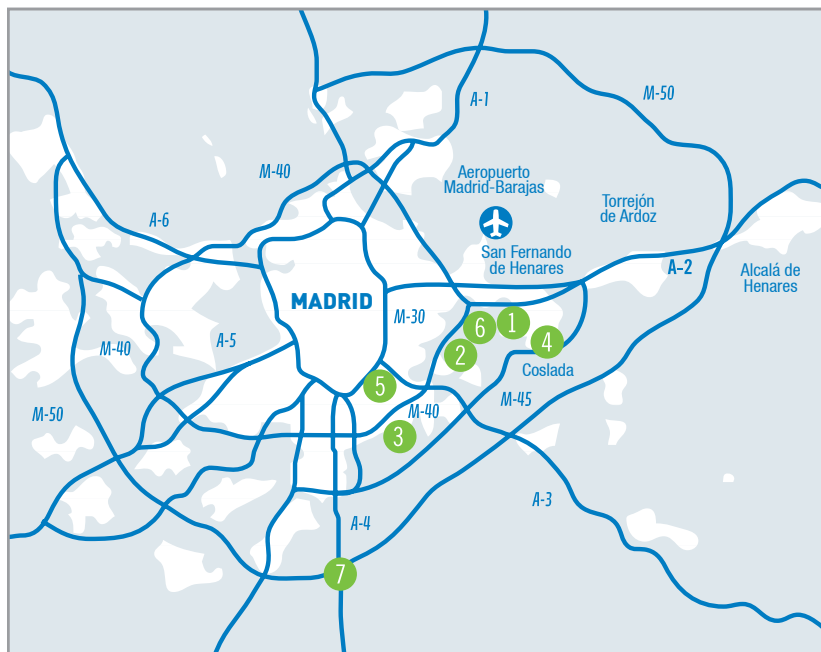 M-50
A-1
M-40
Aeropuerto
Madrid-Barajas
Torrejón
de Ardoz
A-6
San Fernando
de Henares
A-2
Alcalá de
Henares
MADRID
M-30
6
1
4
2
A-5
M-40
Coslada
5
M-45
M-40
M-50
3
A-3
A-4
7